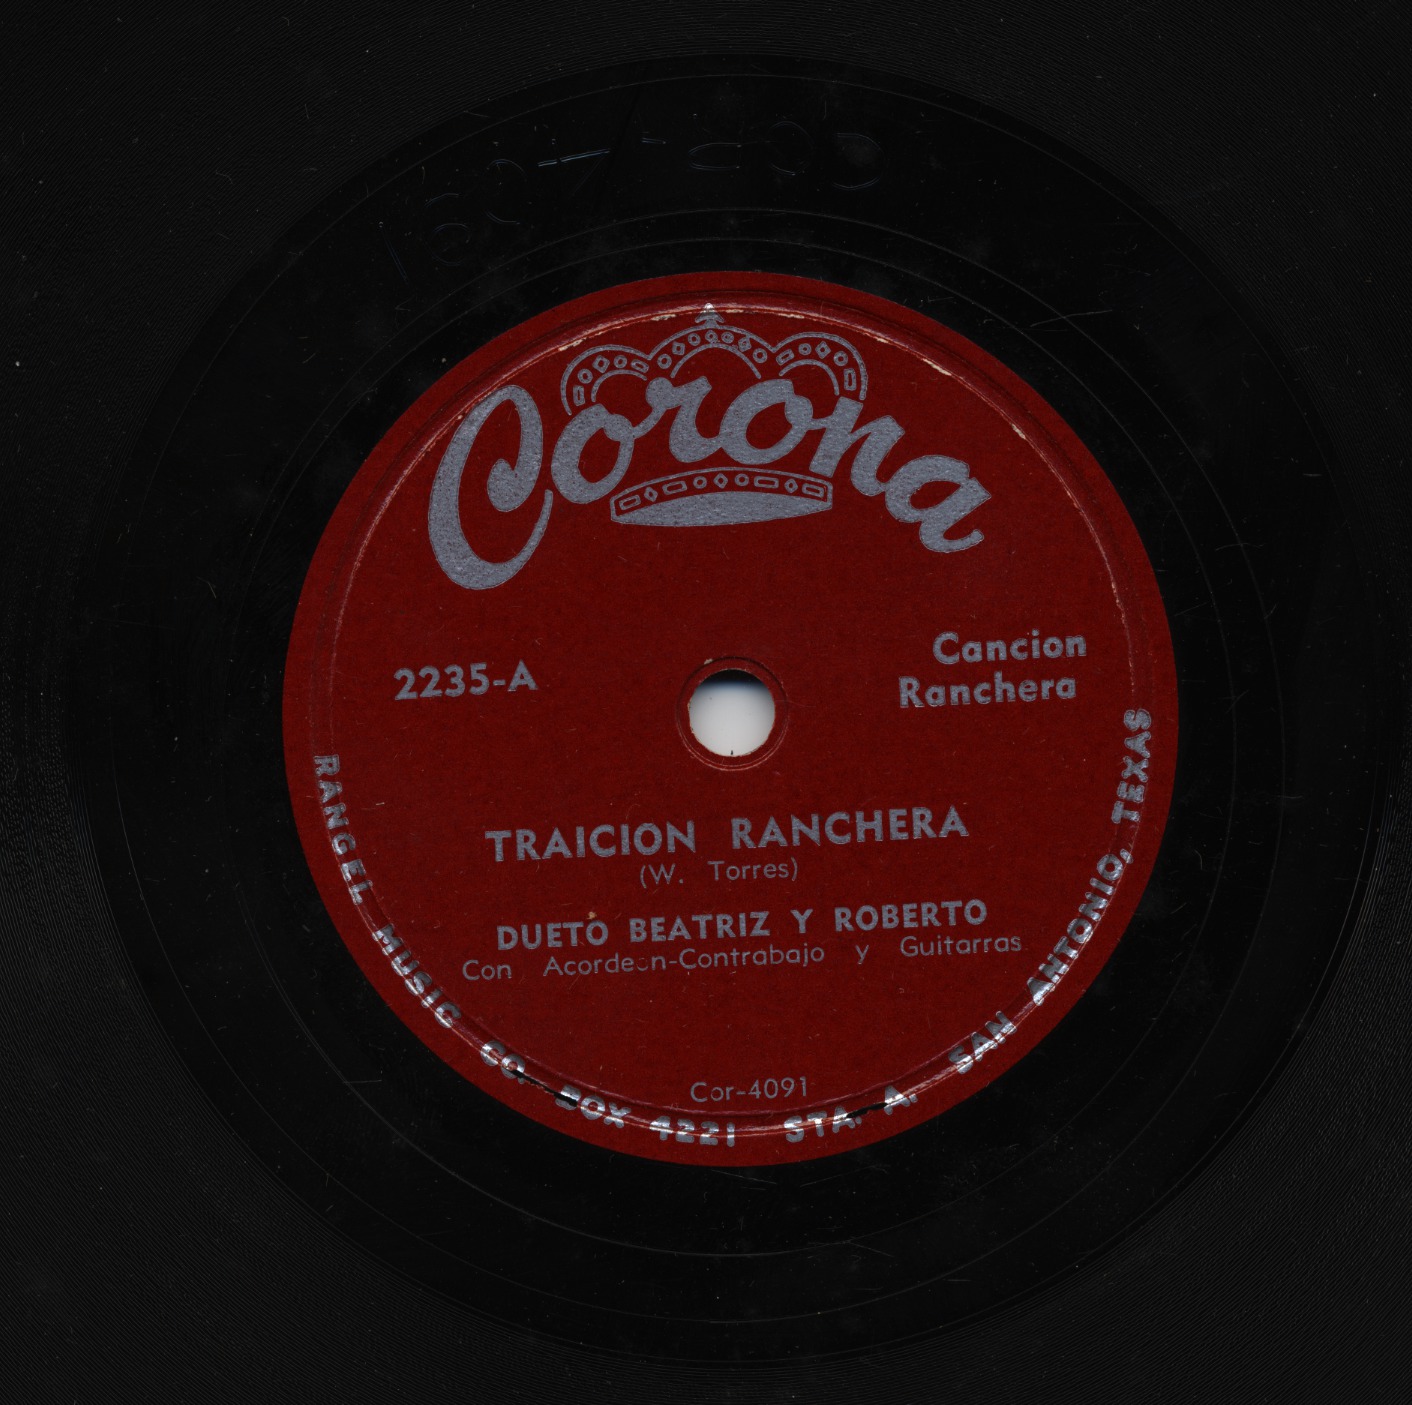 Corona
2235-A
Cancion
Ranchera
TRAICION RANCHERA
(W. Torres)
DUETO BEATRIZ Y ROBERTO
Con Acordeon-Contrabajo y Guitarras
Cor-4091
RANGEL MUSIC CO. BOX 4221 STA. A. SAN ANTONIO, TEXAS